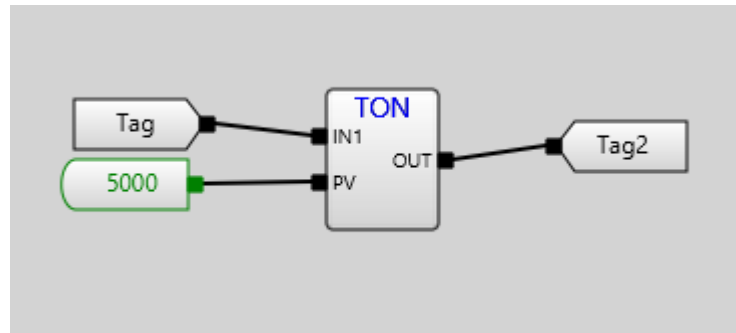 TON
Tag
IN1
OUT
Tag2
5000
PV